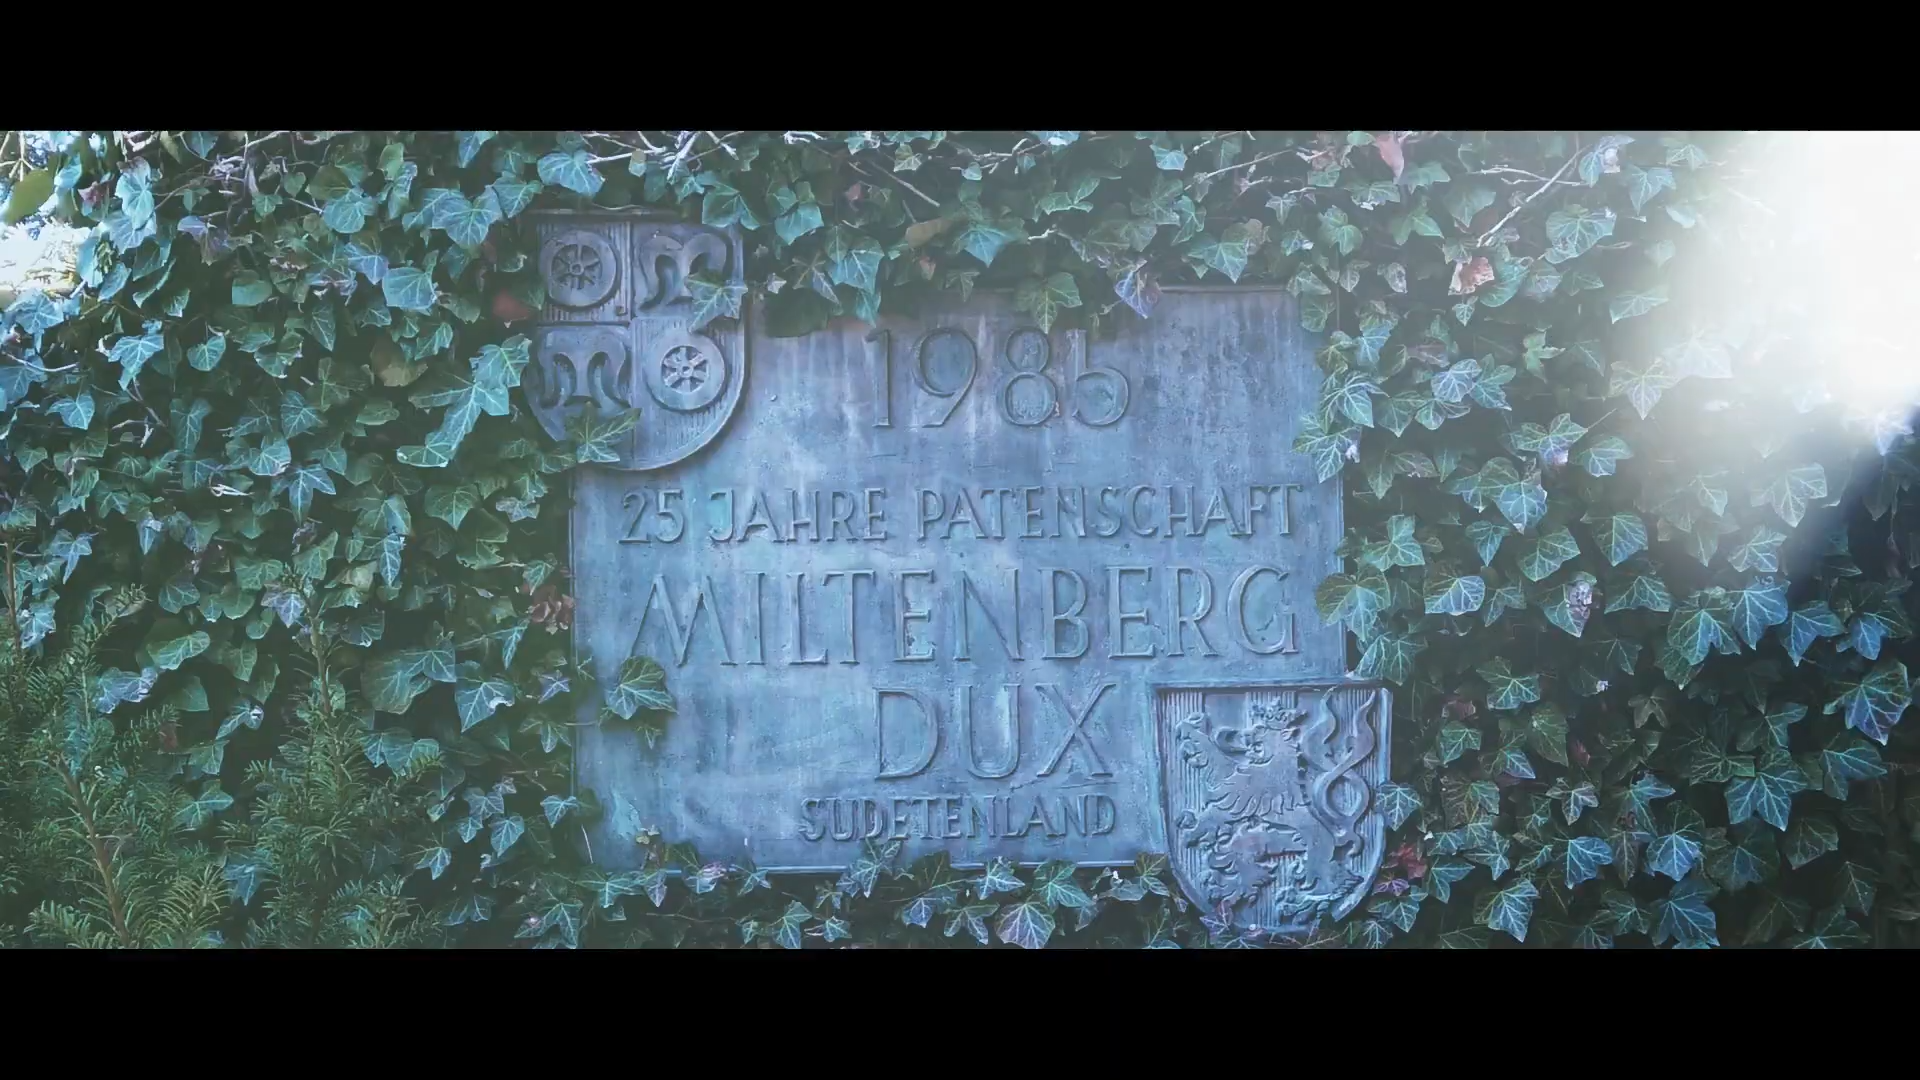 1985
25 JAHRE PATENSCHAFT
MILTENBERG
DUX
SUDETENLAND